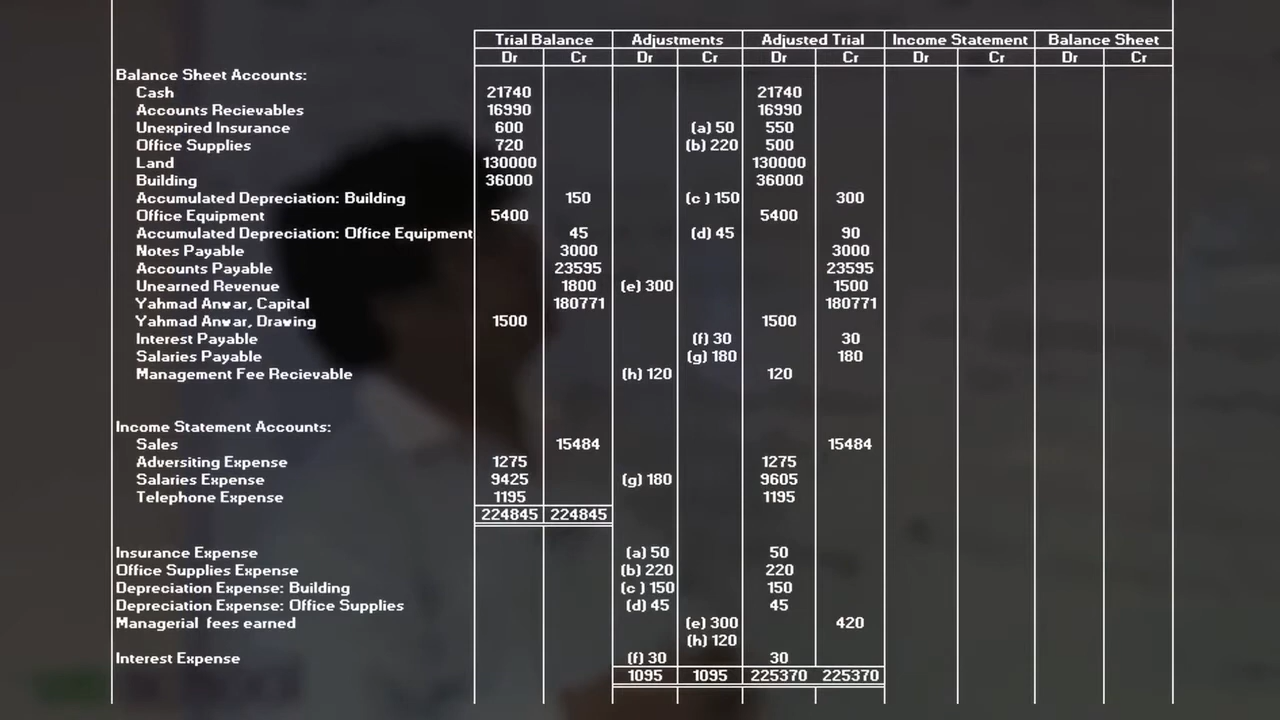 Trial Balance Adjustments Adjusted Trial Income Statement Balance Sheet
Dr Cr Dr Cr Dr Cr Dr Cr Dr Cr
Balance Sheet Accounts:
Cash 21740 21740
Accounts Recievables 16990 16990
Unexpired Insurance 600 (a) 50 550
Office Supplies 720 (b) 220 500
Land 130000 130000
Building 36000 36000
Accumulated Depreciation: Building 150 (c ) 150 300
Office Equipment 5400 5400
Accumulated Depreciation: Office Equipment 45 (d) 45 90
Notes Payable 3000 3000
Accounts Payable 23595 23595
Unearned Revenue 1800 (e) 300 1500
Yahmad Anwar, Capital 180771 180771
Yahmad Anwar, Drawing 1500 1500
Interest Payable (f) 30 30
Salaries Payable (g) 180 180
Management Fee Recievable (h) 120 120
Income Statement Accounts:
Sales 15484 15484
Adversiting Expense 1275 1275
Salaries Expense 9425 (g) 180 9605
Telephone Expense 1195 1195
224845 224845
Insurance Expense (a) 50 50
Office Supplies Expense (b) 220 220
Depreciation Expense: Building (c ) 150 150
Depreciation Expense: Office Supplies (d) 45 45
Managerial fees earned (e) 300 420
(h) 120
Interest Expense (f) 30 30
1095 1095 225370 225370